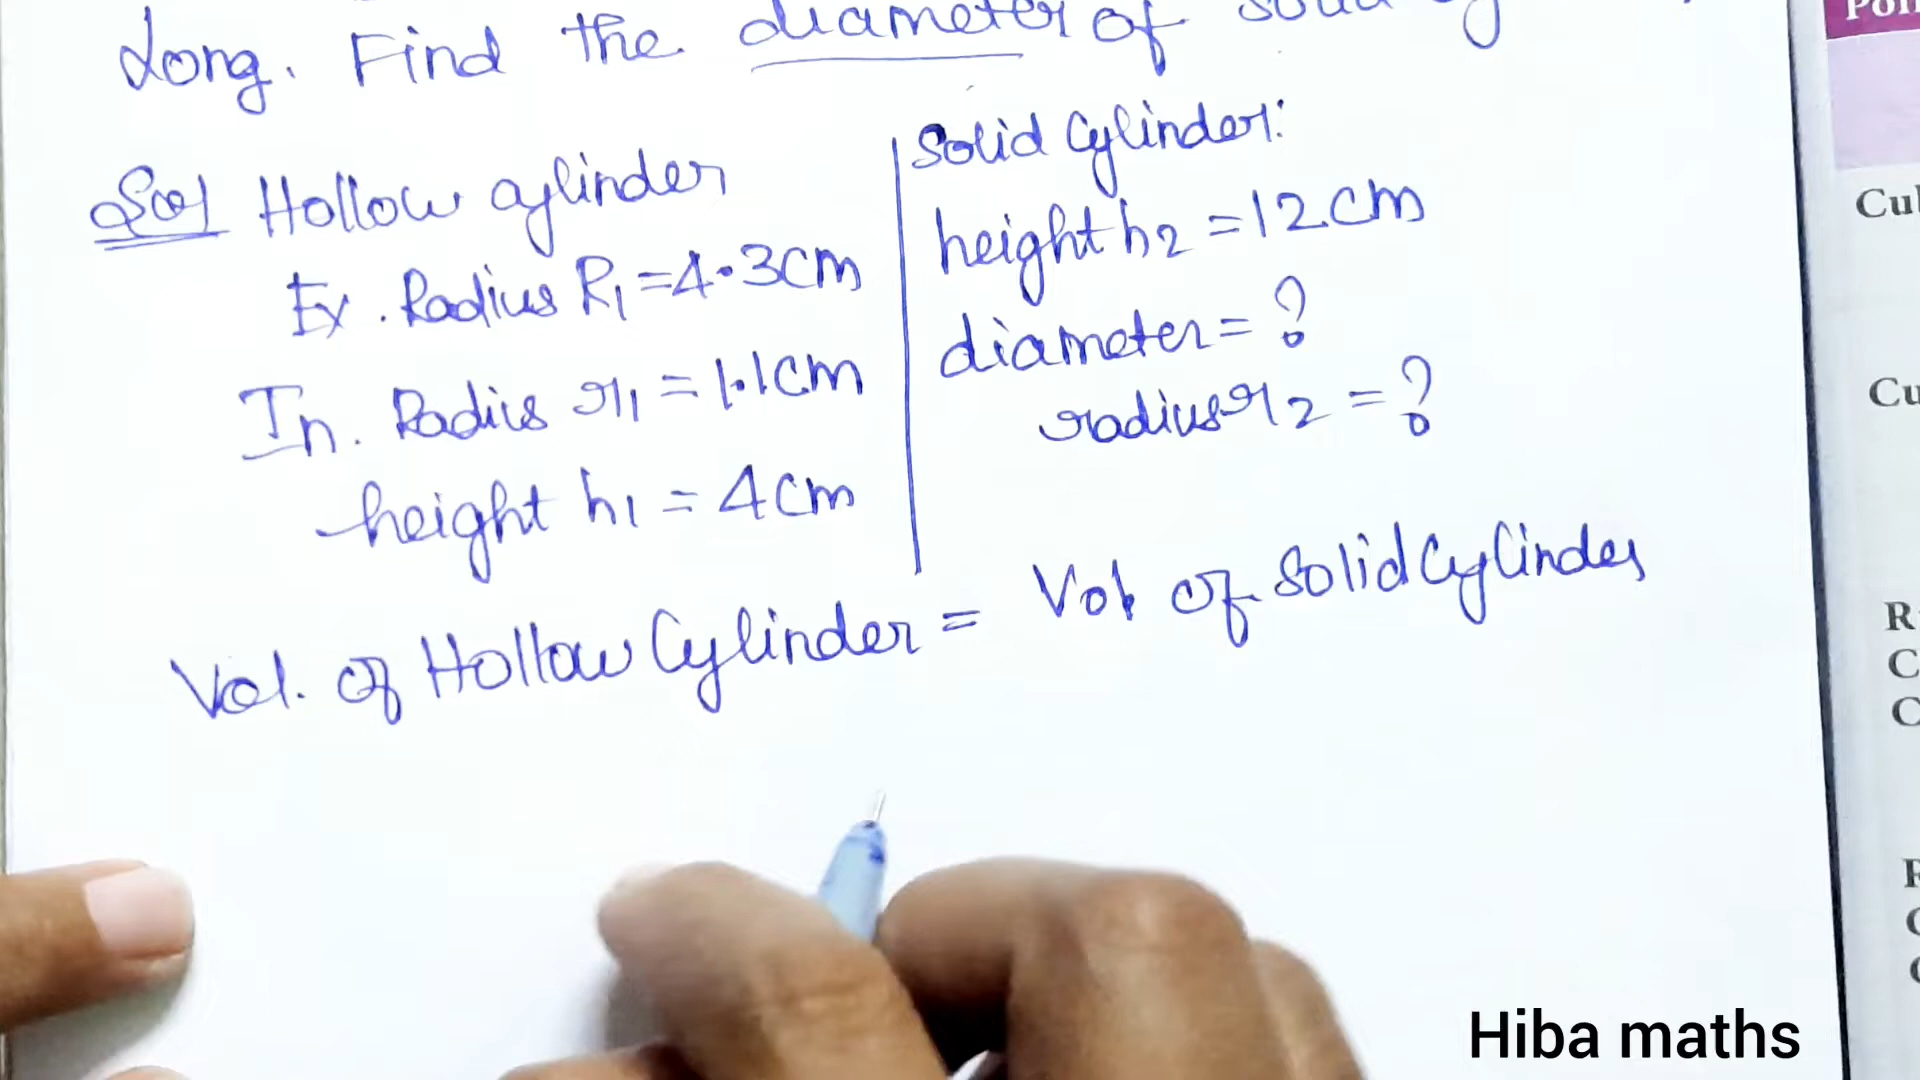 Long. Find the diameter of
Sol Hollow cylinder
Ex. Radius R1 = 4.3cm
In. Radius r1 = 1.1cm
height h1 = 4cm
Solid Cylinder:
height h2 = 12cm
diameter = ?
radius r2 = ?
Vol. of Hollow Cylinder = Vol of Solid Cylinder
Cu
R
C
C
Hiba maths